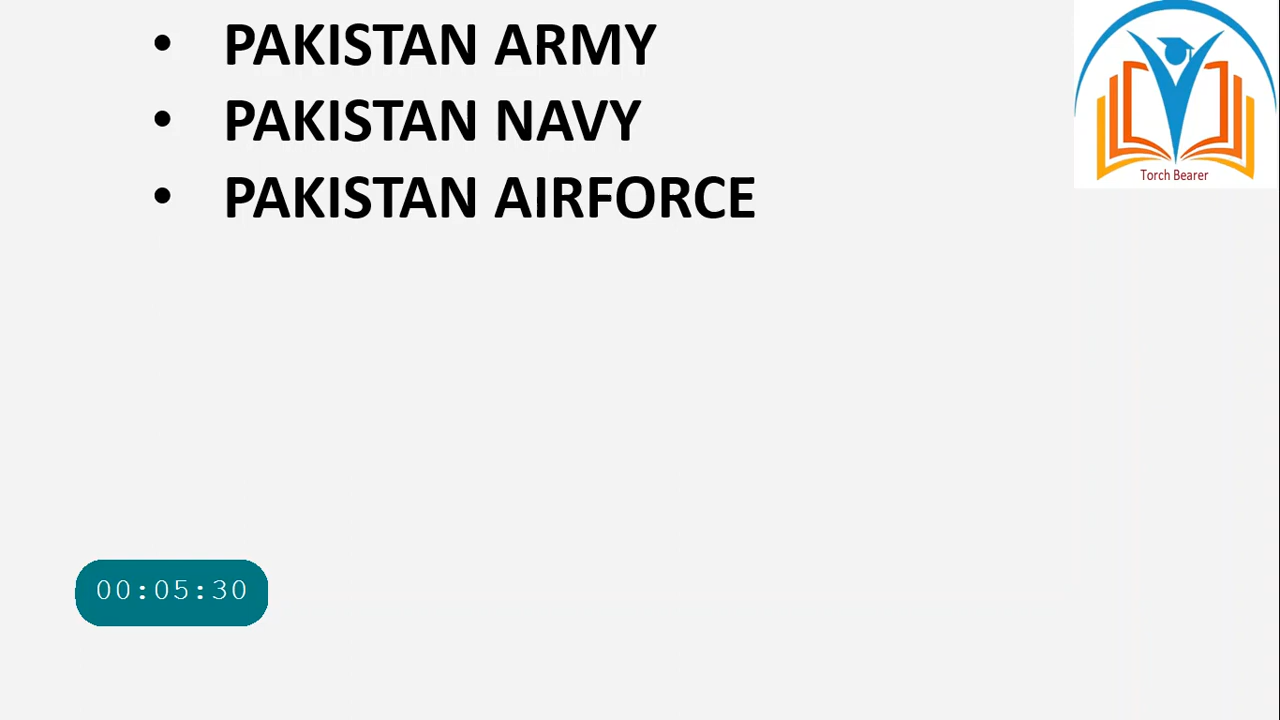 • PAKISTAN ARMY
• PAKISTAN NAVY
• PAKISTAN AIRFORCE
Torch Bearer
00:05:30